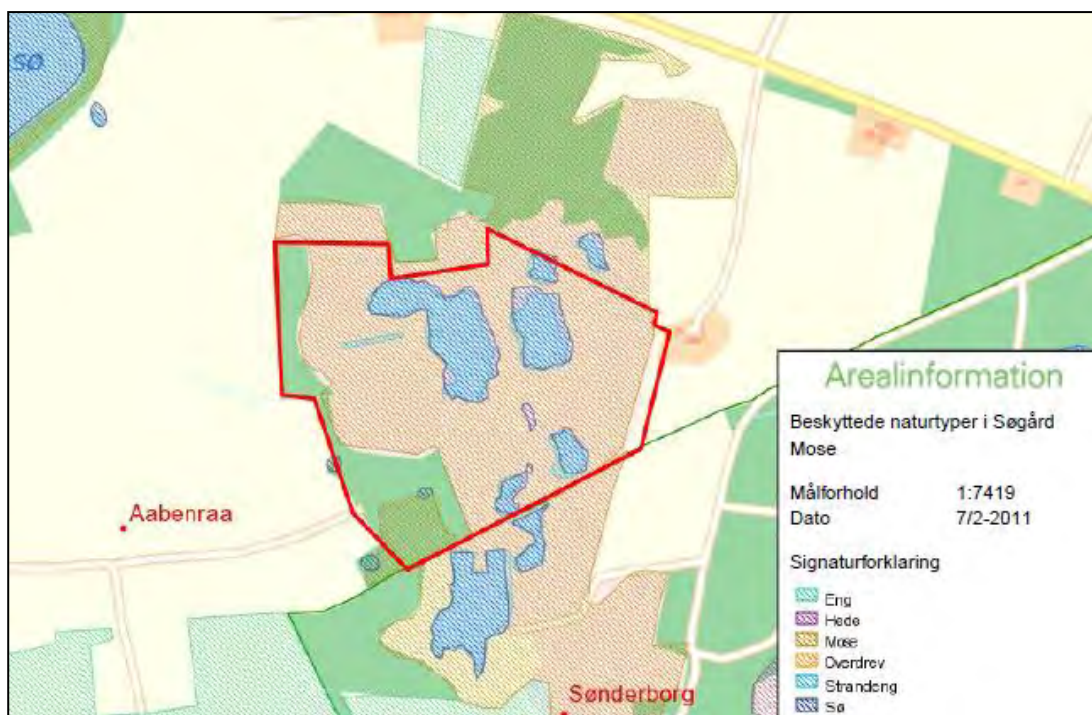 sø
Aabenraa
Sønderborg
Arealinformation
Beskyttede naturtyper i Søgård
Mose
Målforhold 1:7419
Dato 7/2-2011
Signaturforklaring
Eng
Hede
Mose
Overdrev
Strandeng
Sø